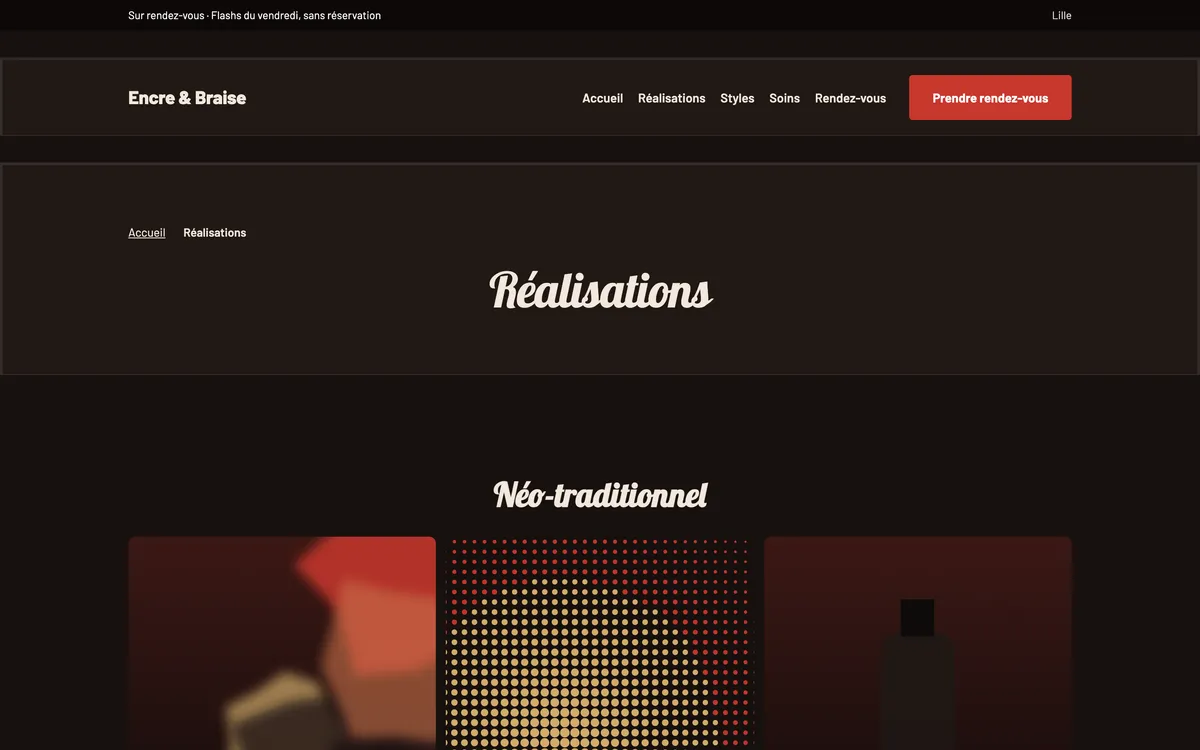 Sur rendez-vous · Flashs du vendredi, sans réservation
Lille
Encre & Braise
Accueil
Réalisations
Styles
Soins
Rendez-vous
Prendre rendez-vous
Accueil
Réalisations
Réalisations
Néo-traditionnel